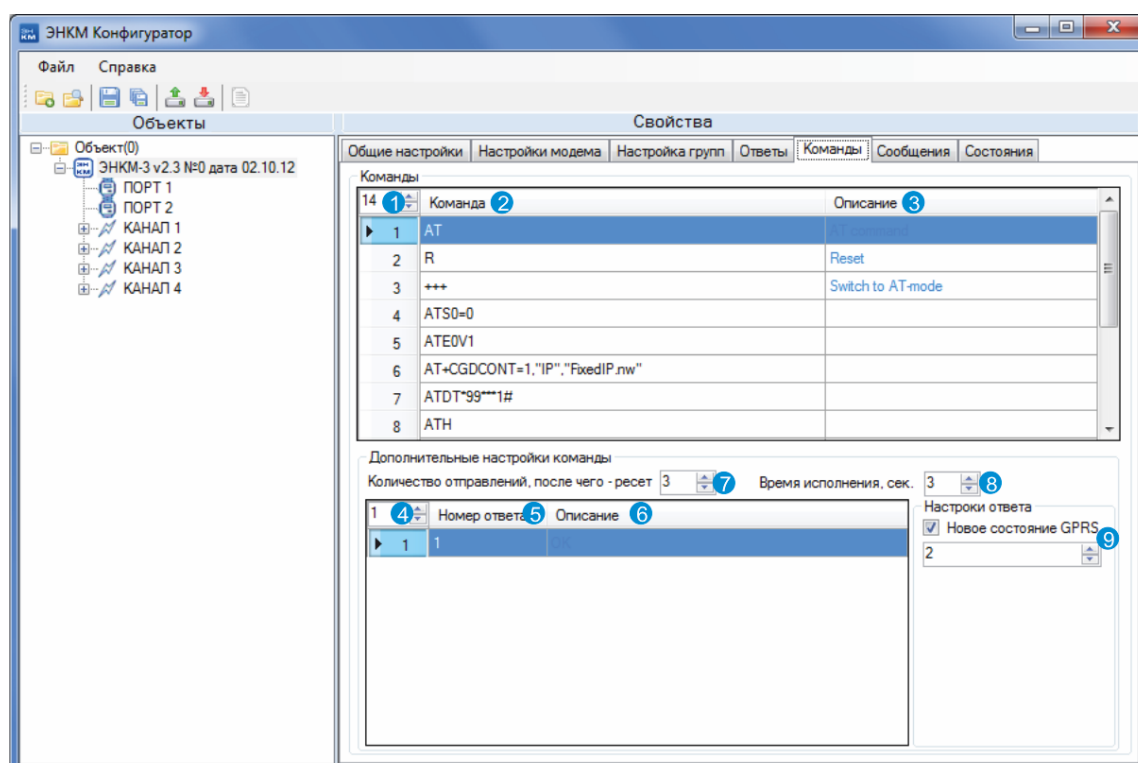 ЭНКМ Конфигуратор
Файл Справка
Объекты
Свойства
Объект(0)
ЭНКМ-3 v2.3 №0 дата 02.10.12
ПОРТ 1
ПОРТ 2
КАНАЛ 1
КАНАЛ 2
КАНАЛ 3
КАНАЛ 4
Общие настройки Настройки модема Настройка групп Ответы Команды Сообщения Состояния
Команды
14 1 Команда 2 Описание 3
1 AT AT command
2 R Reset
3 +++ Switch to AT-mode
4 ATS0=0
5 ATE0V1
6 AT+CGDCONT=1,"IP","FixedIP.nw"
7 ATDT*99***1#
8 ATH
Дополнительные настройки команды
Количество отправлений, после чего - ресет 3 7 Время исполнения, сек. 3 8
1 4 Номер ответа 5 Описание 6
1 1 OK
Настроки ответа
Новое состояние GPRS
2 9